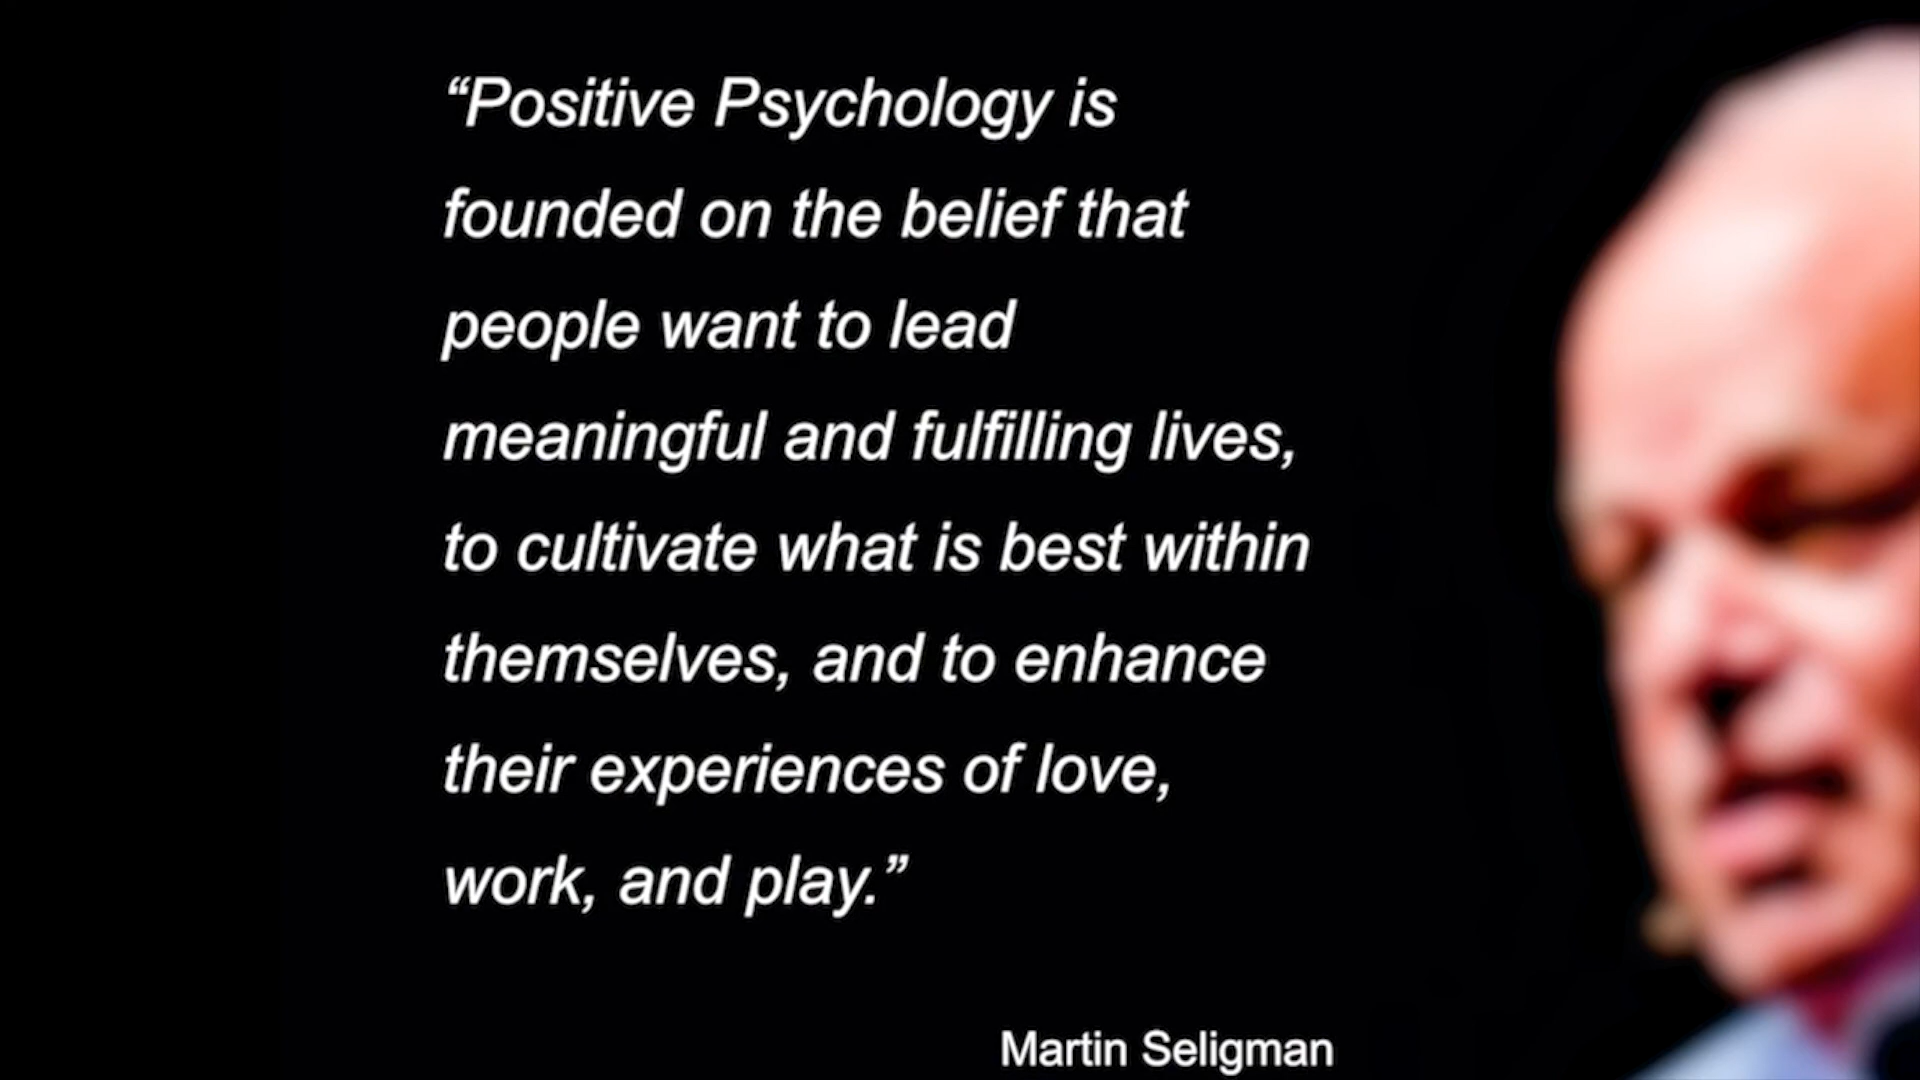 “Positive Psychology is
founded on the belief that
people want to lead
meaningful and fulfilling lives,
to cultivate what is best within
themselves, and to enhance
their experiences of love,
work, and play.”
Martin Seligman